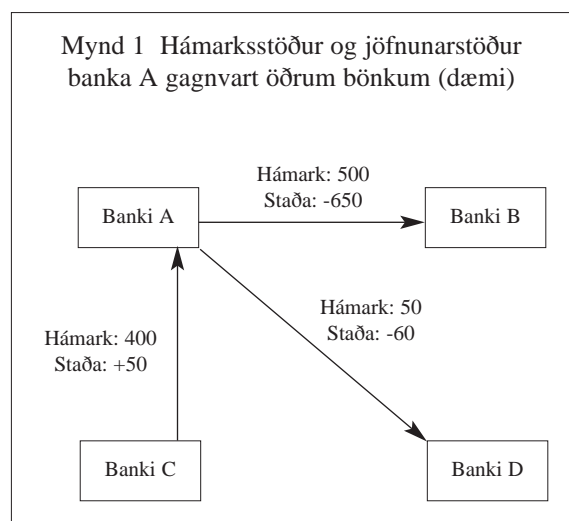 Mynd 1  Hámarksstöður og jöfnunarstöður
banka A gagnvart öðrum bönkum (dæmi)
Hámark: 500
Staða: -650
Banki A
Banki B
Hámark: 50
Staða: -60
Hámark: 400
Staða: +50
Banki C
Banki D